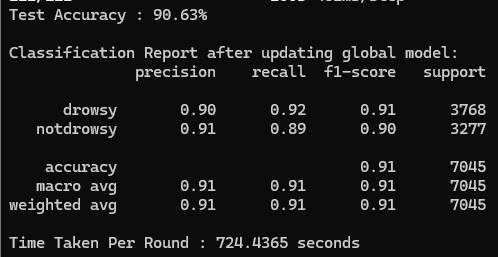 Test Accuracy : 90.63%
Classification Report after updating global model:
precision recall f1-score support
drowsy 0.90 0.92 0.91 3768
notdrowsy 0.91 0.89 0.90 3277
accuracy 0.91 7045
macro avg 0.91 0.91 0.91 7045
weighted avg 0.91 0.91 0.91 7045
Time Taken Per Round : 724.4365 seconds